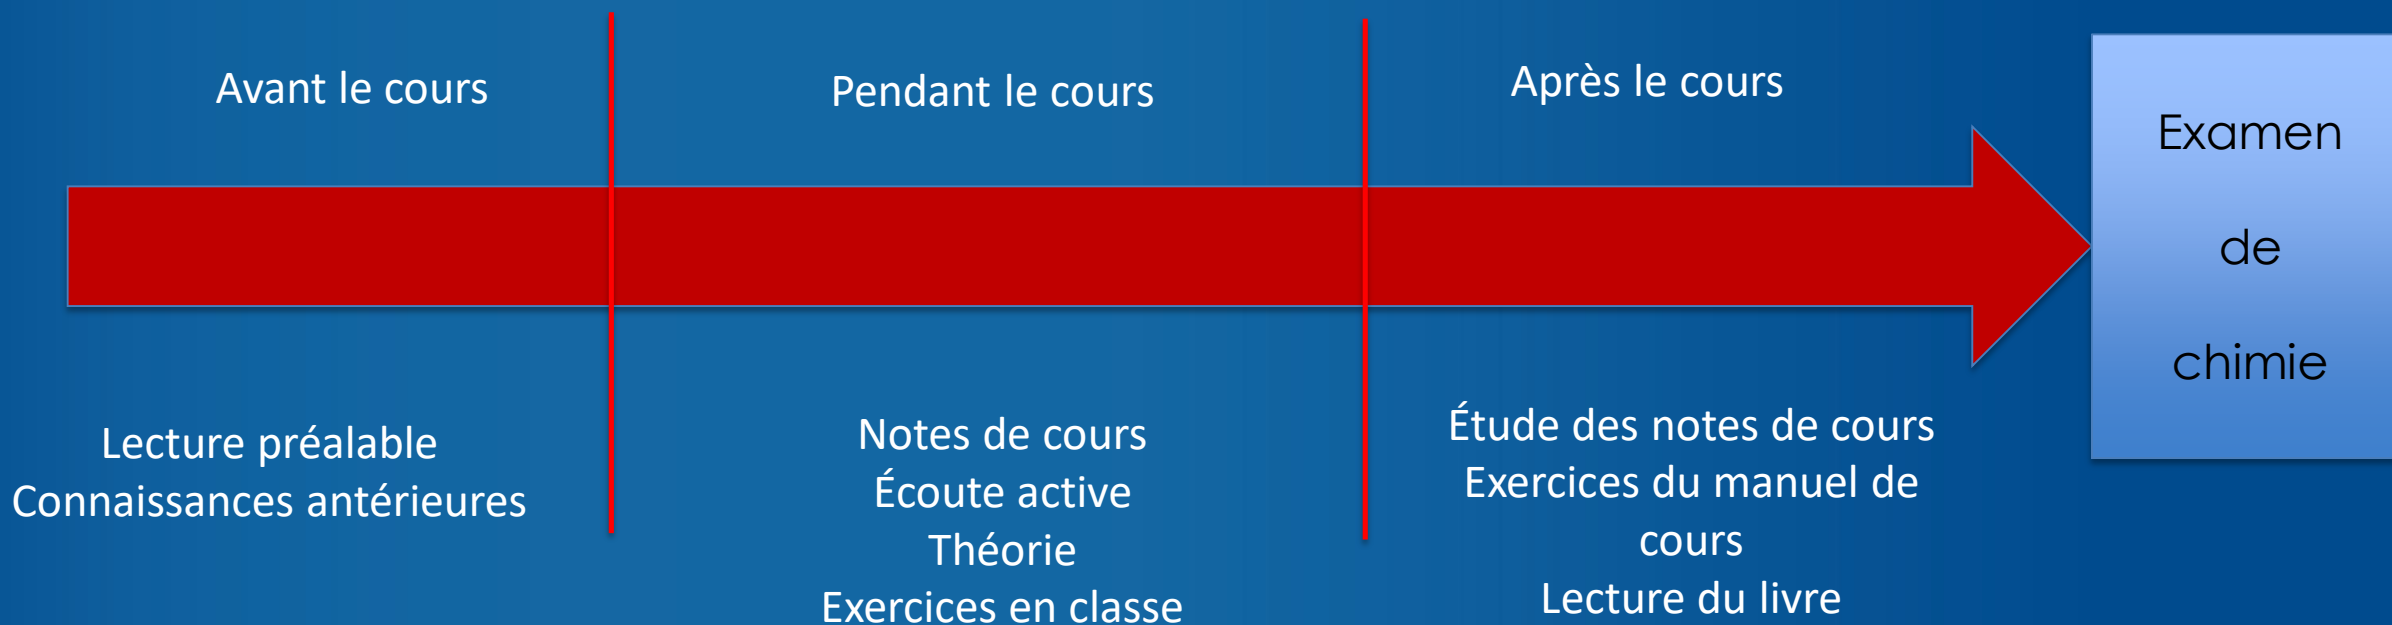 Avant le cours
Pendant le cours
Après le cours
Examen
de
chimie
Lecture préalable
Connaissances antérieures
Notes de cours
Écoute active
Théorie
Exercices en classe
Étude des notes de cours
Exercices du manuel de
cours
Lecture du livre